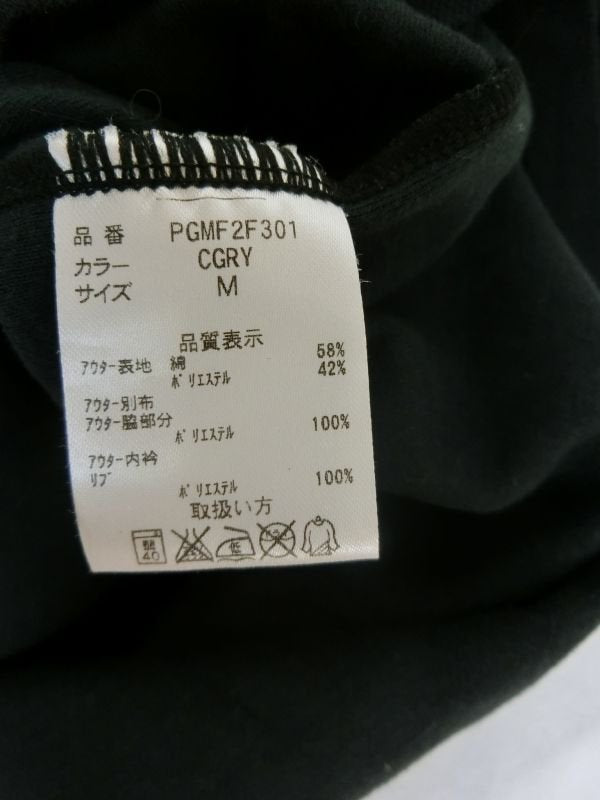 品番 PGMF2F301
カラー CGRY
サイズ M
品質表示
ｱｳﾀｰ表地 綿 58%
ﾎﾟﾘｴｽﾃﾙ 42%
ｱｳﾀｰ別布
ｱｳﾀｰ脇部分
ﾎﾟﾘｴｽﾃﾙ 100%
ｱｳﾀｰ内衿
ﾘﾌﾞ
ﾎﾟﾘｴｽﾃﾙ 100%
取扱い方
40
低